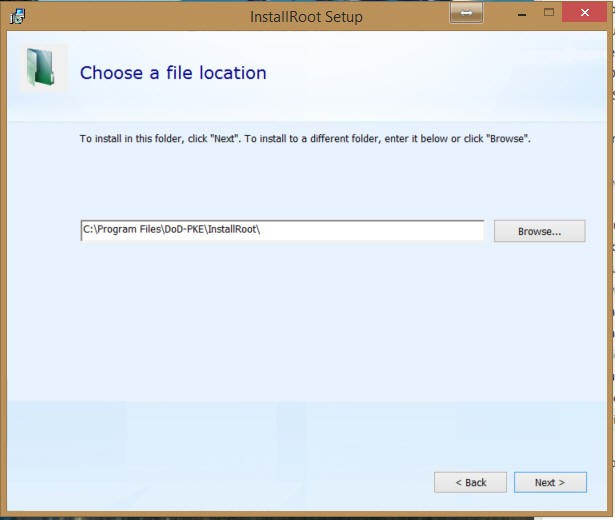 InstallRoot Setup
Choose a file location
To install in this folder, click "Next". To install to a different folder, enter it below or click "Browse".
C:\Program Files\DoD-PKE\InstallRoot\
Browse...
< Back
Next >